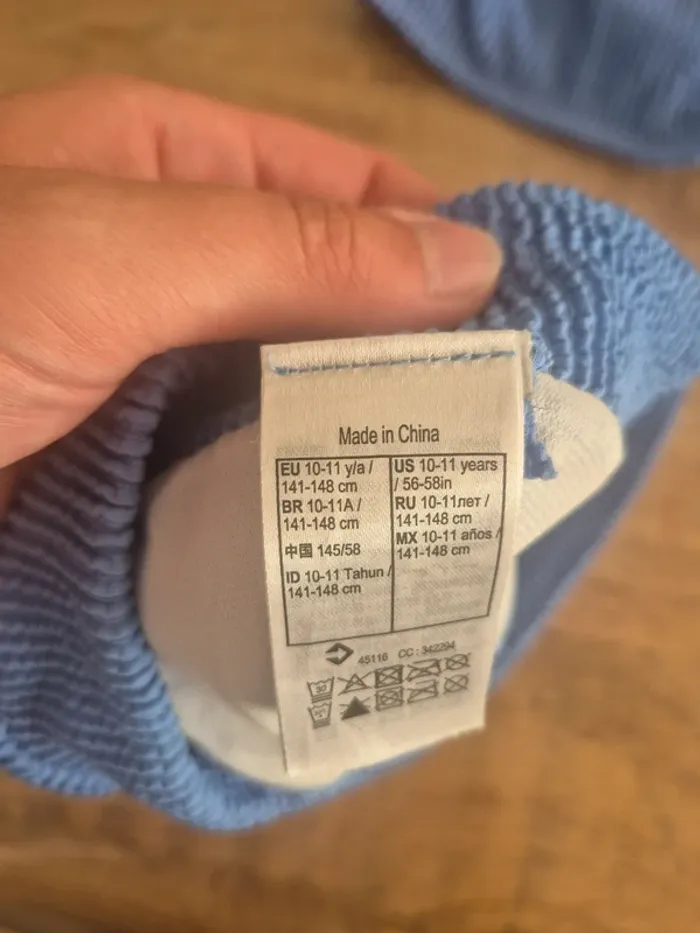 Made in China
EU 10-11 y/a /
141-148 cm
BR 10-11A /
141-148 cm
中国 145/58
ID 10-11 Tahun /
141-148 cm
US 10-11 years
/ 56-58in
RU 10-11лет /
141-148 cm
MX 10-11 años /
141-148 cm
45116 CC : 342294